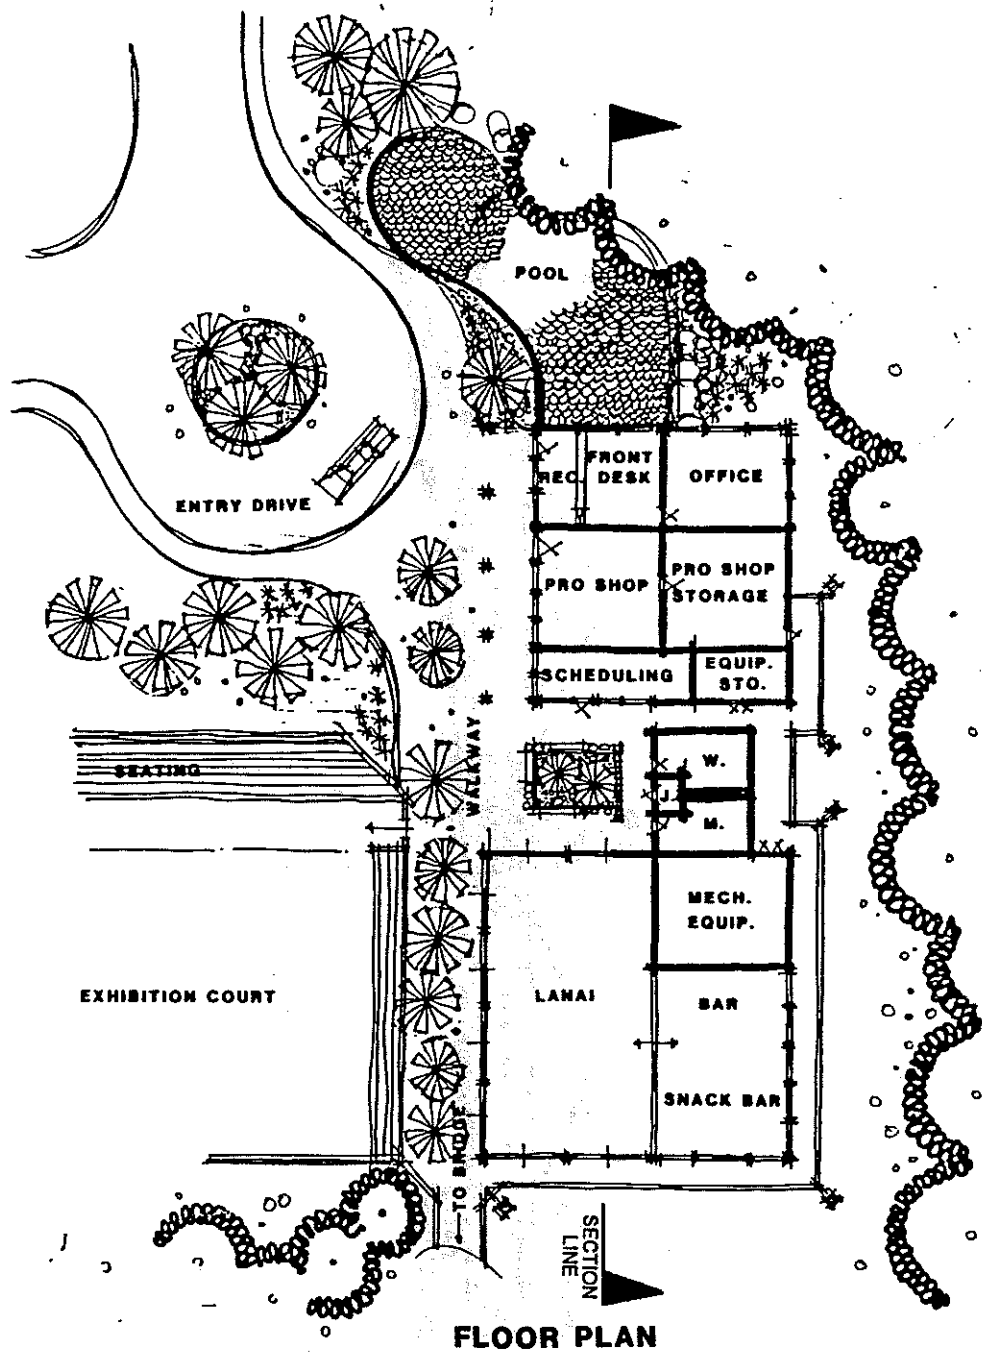 POOL
FRONT
REC. DESK
OFFICE
ENTRY DRIVE
PRO SHOP
PRO SHOP
STORAGE
SCHEDULING
EQUIP.
STO.
WALKWAY
SEATING
W.
J.
M.
MECH.
EQUIP.
EXHIBITION COURT
LANAI
BAR
SNACK BAR
TO BRIDGE
SECTION
LINE
FLOOR PLAN